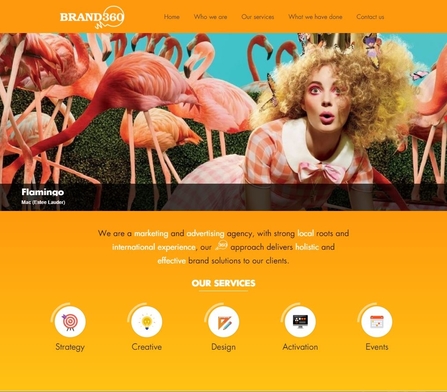 BRAND360
Home Who we are Our services What we have done Contact us
Flamingo
Mac (Estee Lauder)
We are a marketing and advertising agency, with strong local roots and
international experience, our 360 approach delivers holistic and
effective brand solutions to our clients.
OUR SERVICES
Strategy Creative Design Activation Events